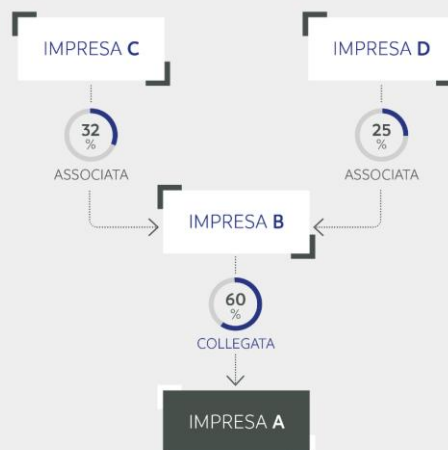 IMPRESA C
IMPRESA D
32
%
25
%
ASSOCIATA
ASSOCIATA
IMPRESA B
60
%
COLLEGATA
IMPRESA A